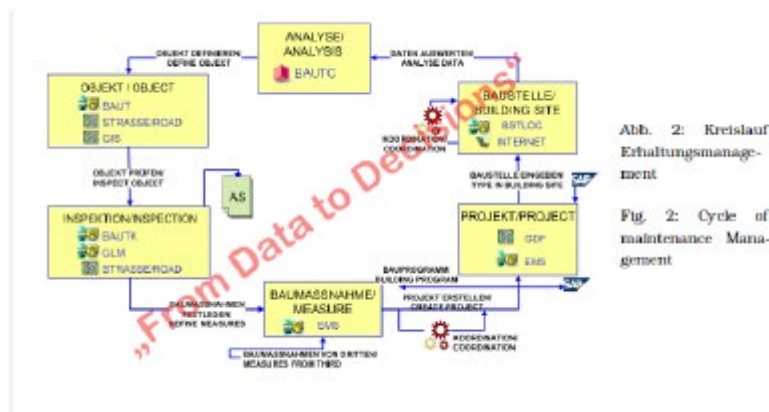 ANALYSE/
ANALYSIS
BAUTC
OBJEKT DEFINIEREN/
DEFINE OBJECT
DATEN AUSWERTEN/
ANALYSE DATA
OBJEKT / OBJECT
BAUT
STRASSE/ROAD
GIS
BAUSTELLE/
BUILDING SITE
BSTLOC
INTERNET
KOORDINATION/
COORDINATION
OBJEKT PRÜFEN/
INSPECT OBJECT
AS
BAUSTELLE EINGEBEN
TYPE IN BUILDING SITE
SAP
INSPEKTION/INSPECTION
BAUTK
GLM
STRASSE/ROAD
PROJEKT/PROJECT
GDF
EMS
BAUMASSNAHMEN
FESTLEGEN
DEFINE MEASURES
BAUMASSNAHME/
MEASURE
EMS
BAUPROGRAMM/
BUILDING PROGRAM
SAP
PROJEKT ERSTELLEN/
CREATE PROJECT
KOORDINATION/
COORDINATION
BAUMASSNAHMEN VON DRITTEN/
MEASURES FROM THIRD
„From Data to Decisions“
Abb. 2: Kreislauf
Erhaltungsmanage-
ment
Fig. 2: Cycle of
maintenance Mana-
gement